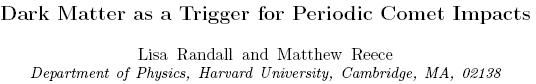 Dark Matter as a Trigger for Periodic Comet Impacts
Lisa Randall and Matthew Reece
Department of Physics, Harvard University, Cambridge, MA, 02138